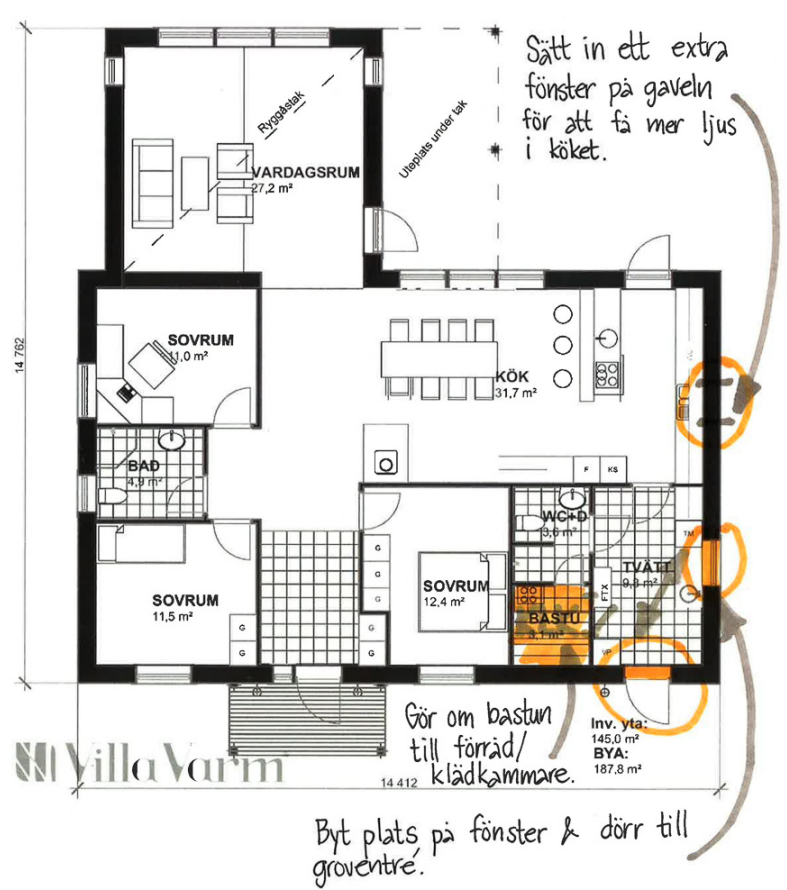 Sätt in ett extra
fönster på gaveln
för att få mer ljus
i köket.
Ryggåstak
Uteplats under tak
VARDAGSRUM
27,2 m²
14 762
SOVRUM
11,0 m²
KÖK
31,7 m²
BAD
4,9 m²
F
KS
WC+D
3,6 m²
TM
TVÄTT
9,8 m²
FTX
G
G
G
SOVRUM
12,4 m²
SOVRUM
11,5 m²
BASTU
3,1 m²
G
G
G
G
VP
Gör om bastun
till förråd/
klädkammare.
Inv. yta:
145,0 m²
BYA:
187,8 m²
VillaVarm
14 412
Byt plats på fönster & dörr till
groventré.